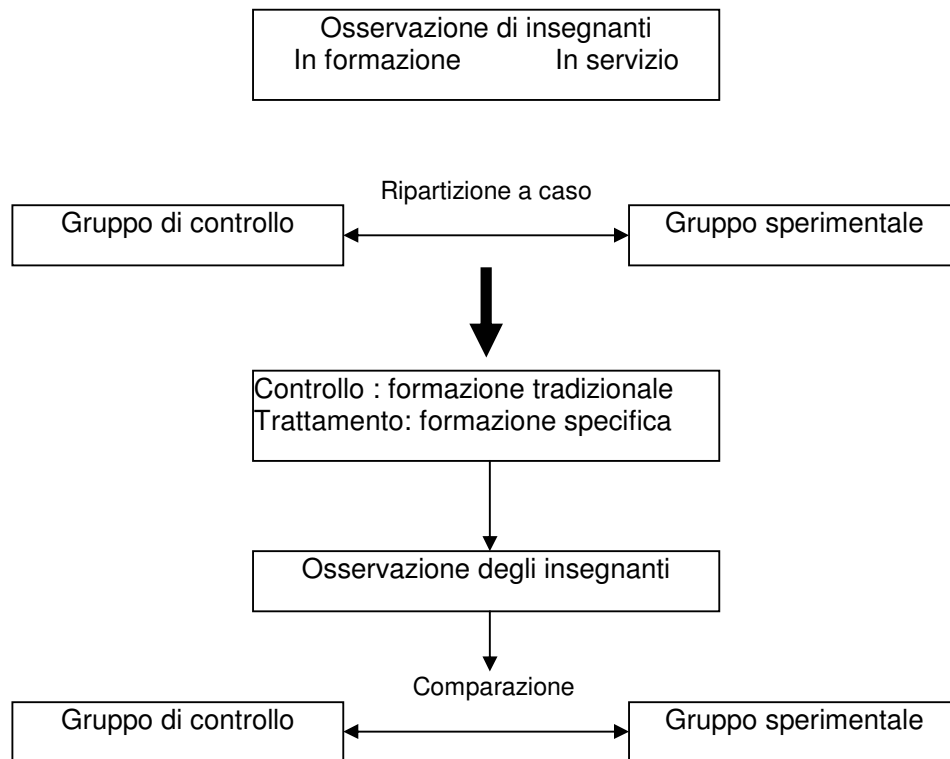 Osservazione di insegnanti
In formazione In servizio
Ripartizione a caso
Gruppo di controllo
Gruppo sperimentale
Controllo : formazione tradizionale
Trattamento: formazione specifica
Osservazione degli insegnanti
Comparazione
Gruppo di controllo
Gruppo sperimentale